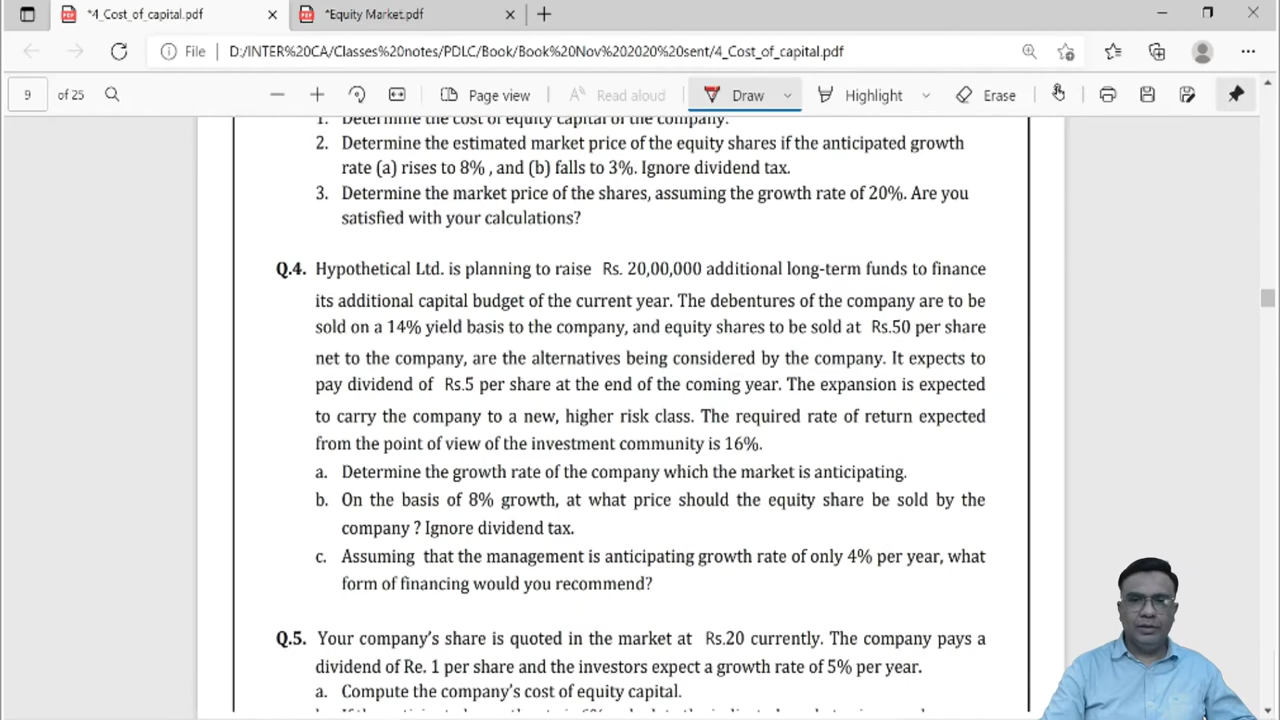 *4_Cost_of_capital.pdf
*Equity Market.pdf
File D:/INTER%20CA/Classes%20notes/PDLC/Book/Book%20Nov%202020%20sent/4_Cost_of_capital.pdf
9 of 25 Page view Read aloud Draw Highlight Erase
1. Determine the cost of equity capital of the company.
2. Determine the estimated market price of the equity shares if the anticipated growth
rate (a) rises to 8% , and (b) falls to 3%. Ignore dividend tax.
3. Determine the market price of the shares, assuming the growth rate of 20%. Are you
satisfied with your calculations?
Q.4. Hypothetical Ltd. is planning to raise Rs. 20,00,000 additional long-term funds to finance
its additional capital budget of the current year. The debentures of the company are to be
sold on a 14% yield basis to the company, and equity shares to be sold at Rs.50 per share
net to the company, are the alternatives being considered by the company. It expects to
pay dividend of Rs.5 per share at the end of the coming year. The expansion is expected
to carry the company to a new, higher risk class. The required rate of return expected
from the point of view of the investment community is 16%.
a. Determine the growth rate of the company which the market is anticipating.
b. On the basis of 8% growth, at what price should the equity share be sold by the
company ? Ignore dividend tax.
c. Assuming that the management is anticipating growth rate of only 4% per year, what
form of financing would you recommend?
Q.5. Your company's share is quoted in the market at Rs.20 currently. The company pays a
dividend of Re. 1 per share and the investors expect a growth rate of 5% per year.
a. Compute the company's cost of equity capital.